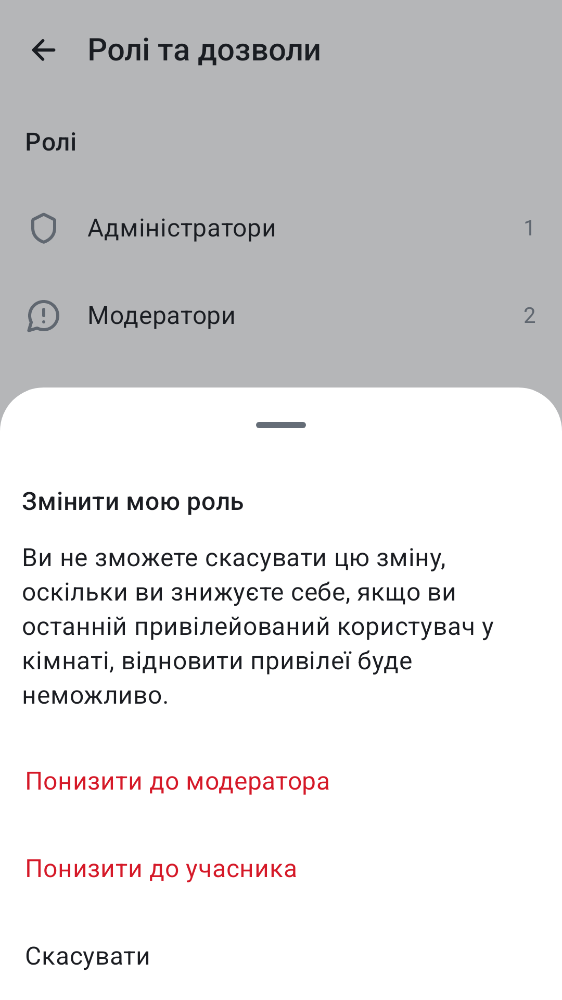 Ролі та дозволи
Ролі
Адміністратори 1
Модератори 2
Змінити мою роль
Ви не зможете скасувати цю зміну,
оскільки ви знижуєте себе, якщо ви
останній привілейований користувач у
кімнаті, відновити привілеї буде
неможливо.
Понизити до модератора
Понизити до учасника
Скасувати